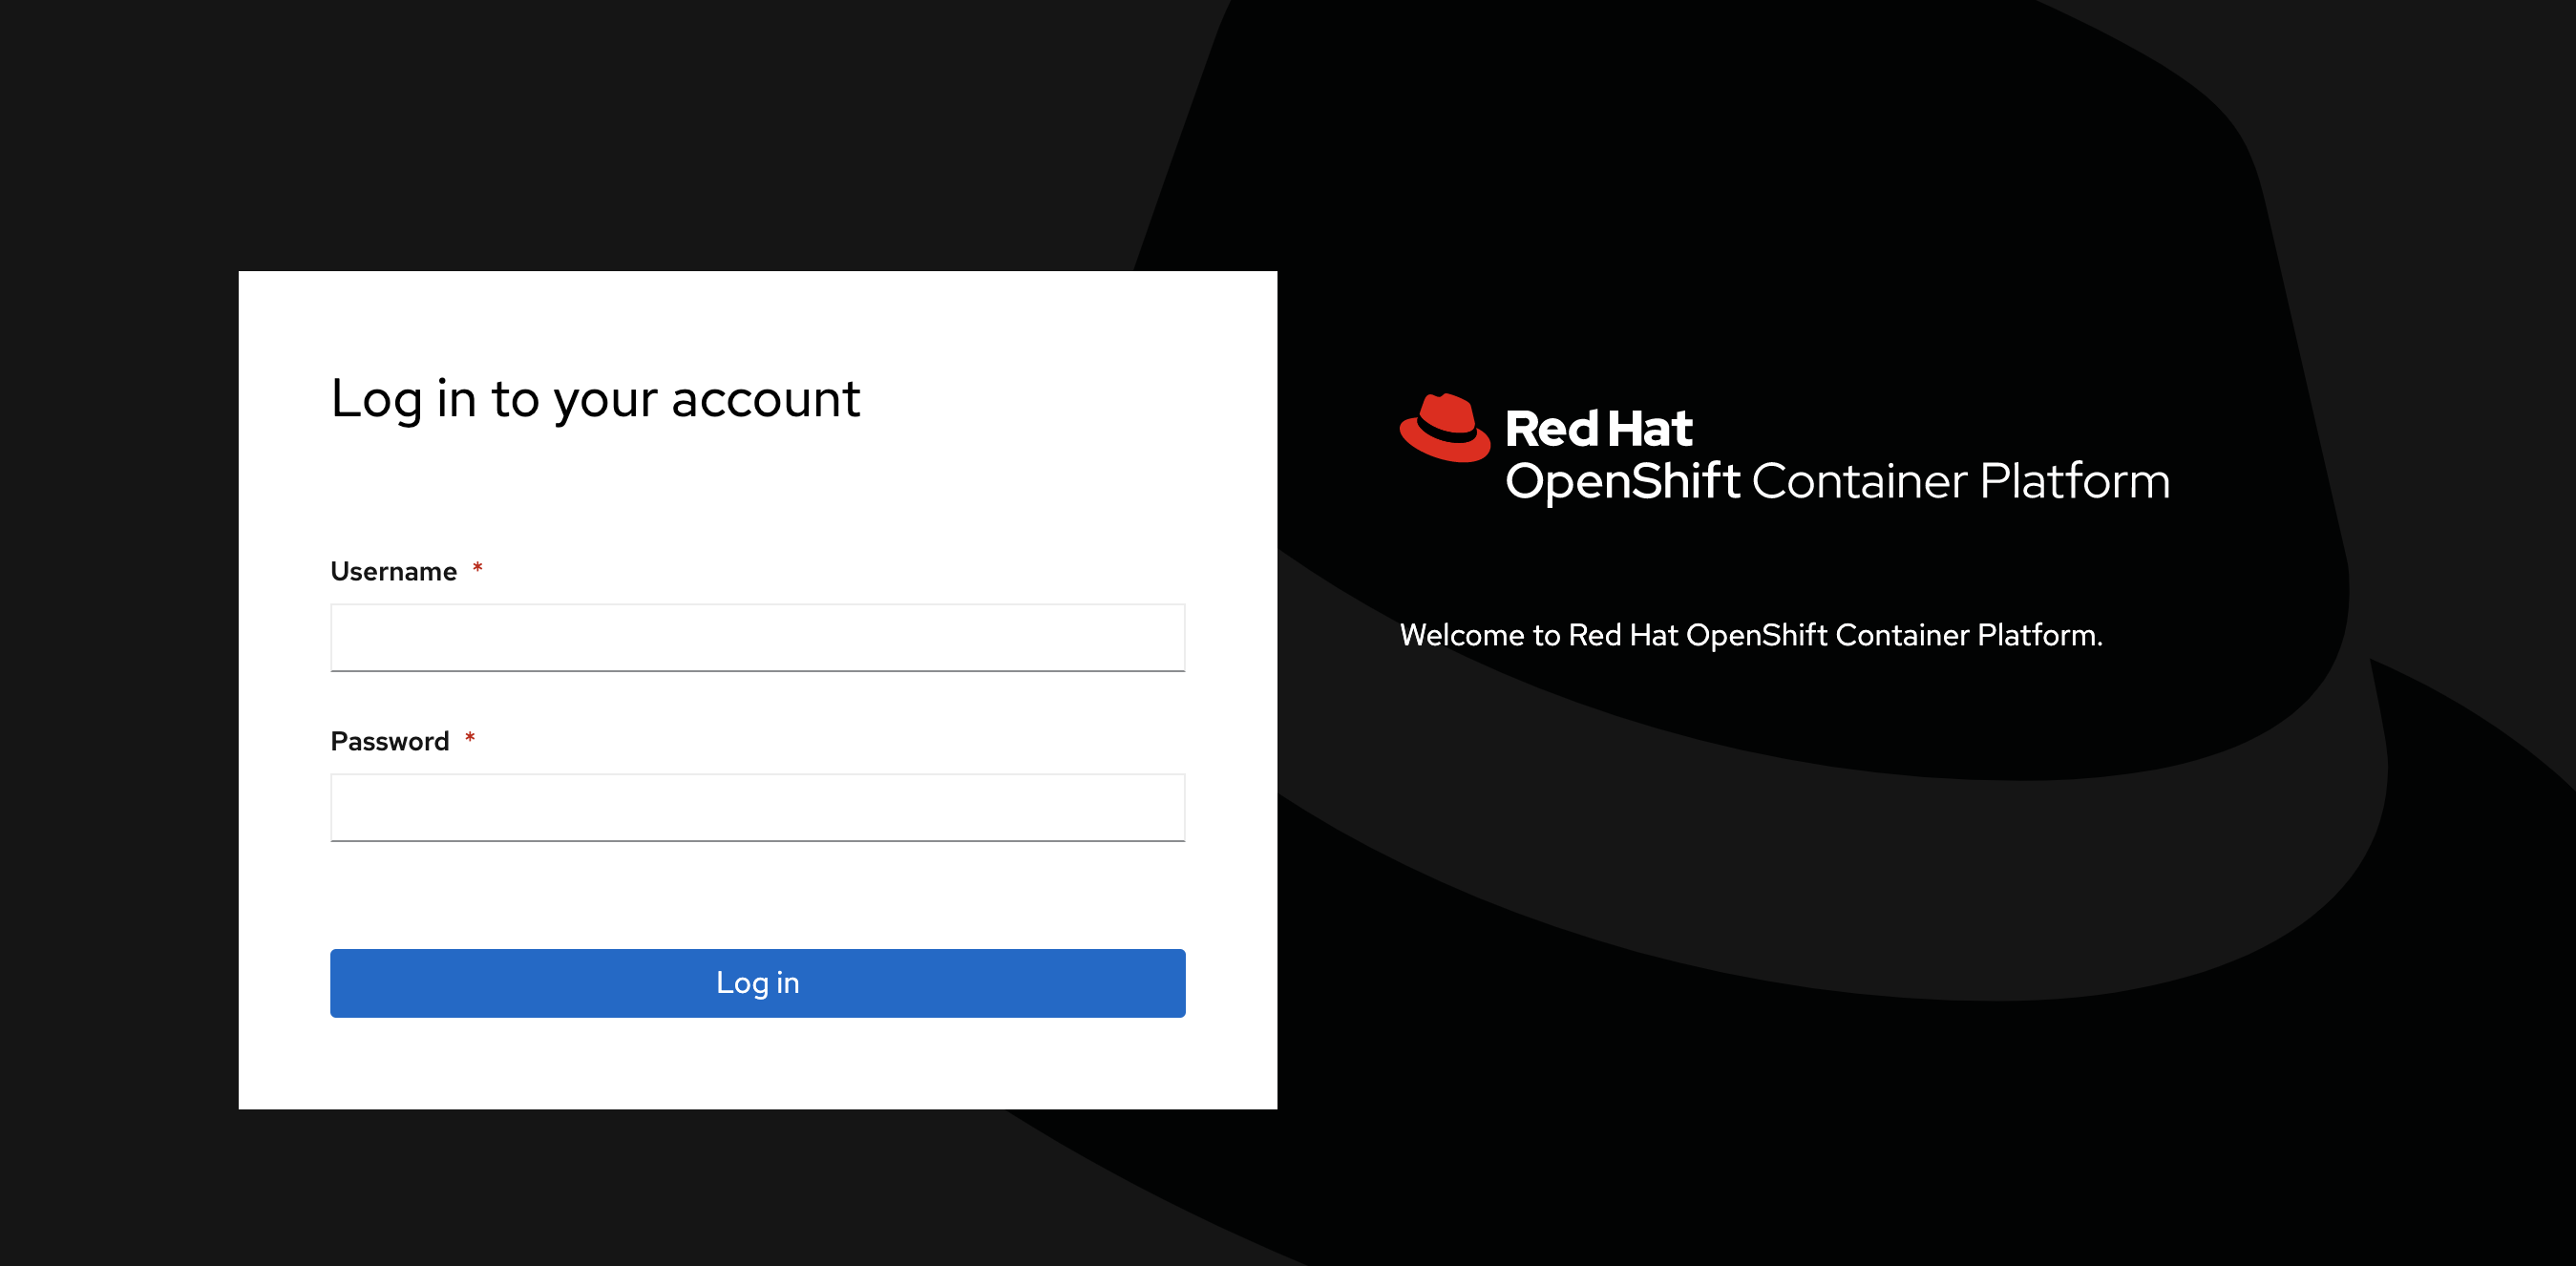 Log in to your account
Username *
Password *
Log in
Red Hat
OpenShift Container Platform
Welcome to Red Hat OpenShift Container Platform.